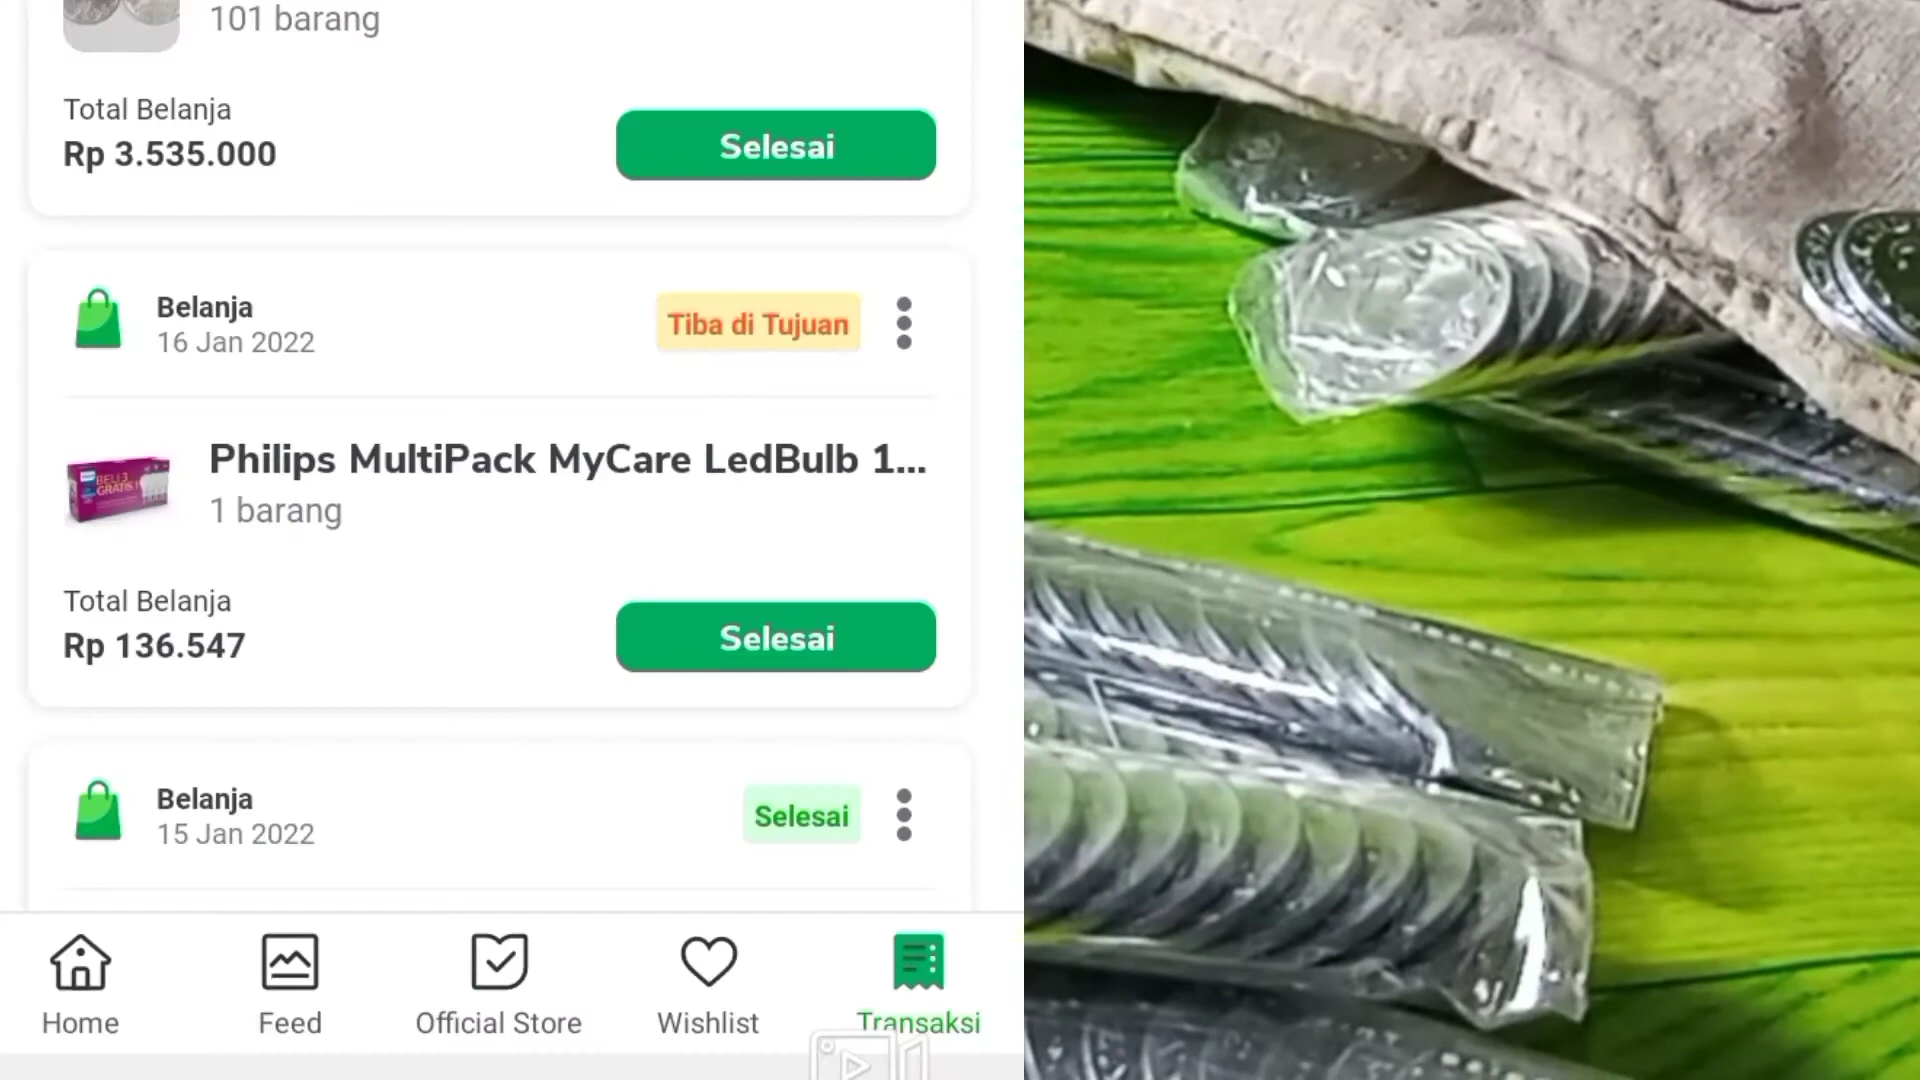 101 barang
Total Belanja
Rp 3.535.000
Selesai
Belanja
16 Jan 2022
Tiba di Tujuan
Philips MultiPack MyCare LedBulb 1...
1 barang
Total Belanja
Rp 136.547
Selesai
Belanja
15 Jan 2022
Selesai
Home
Feed
Official Store
Wishlist
Transaksi